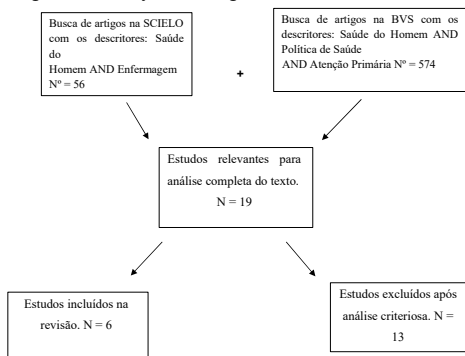 Busca de artigos na SCIELO
com os descritores: Saúde
do
Homem AND Enfermagem
Nº = 56
+
Busca de artigos na BVS com os
descritores: Saúde do Homem AND
Política de Saúde
AND Atenção Primária Nº = 574
Estudos relevantes para
análise completa do texto.
N = 19
Estudos incluídos na
revisão. N = 6
Estudos excluídos após
análise criteriosa. N =
13